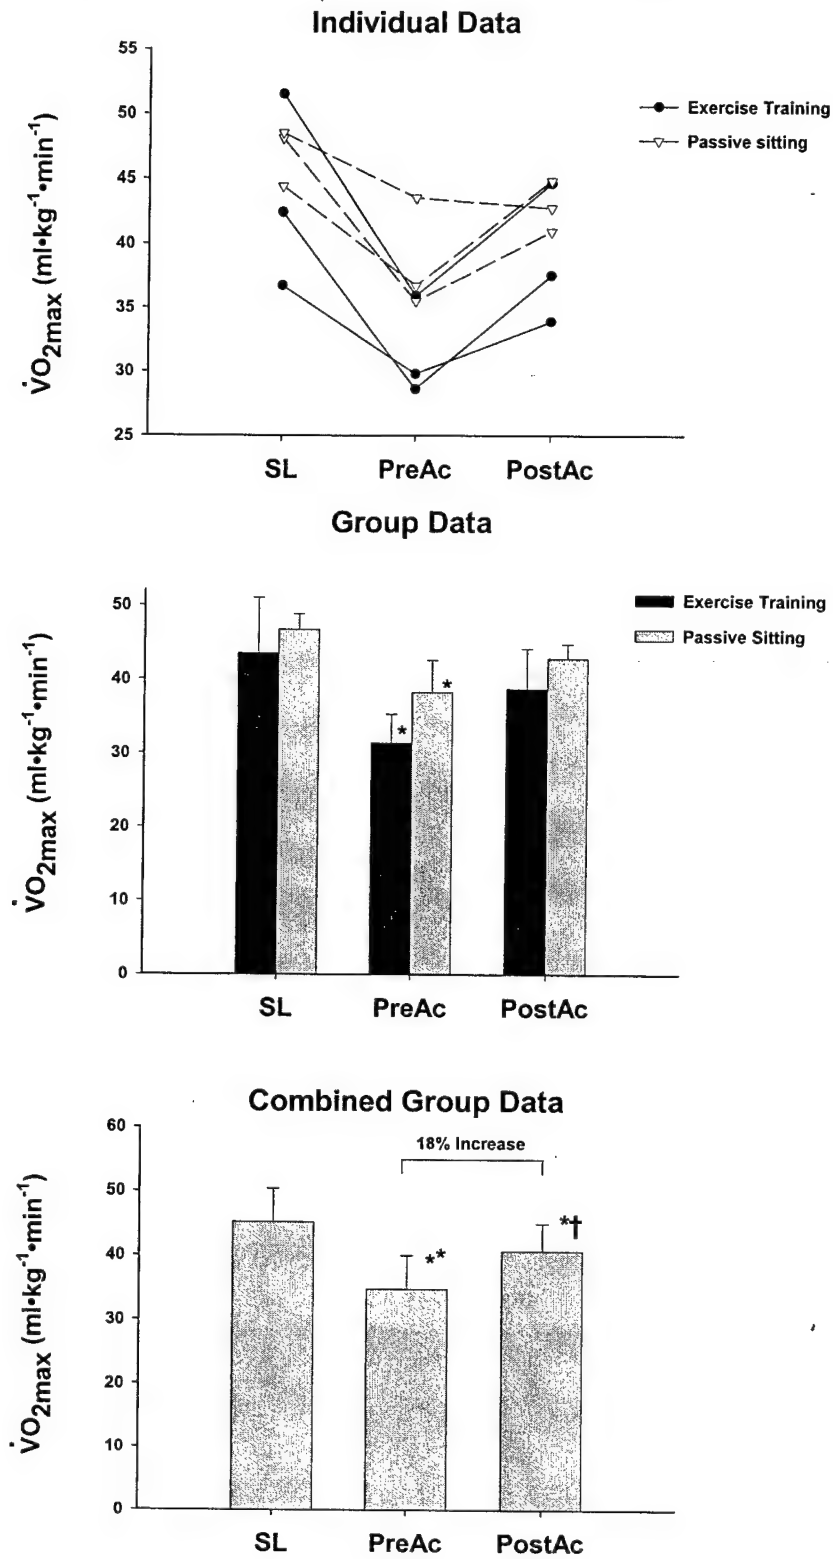 Individual Data
V̇O2max (ml•kg-1•min-1)
55
50
45
40
35
30
25
SL PreAc PostAc
Exercise Training
Passive sitting
Group Data
V̇O2max (ml•kg-1•min-1)
50
40
30
20
10
0
*
*
SL PreAc PostAc
Exercise Training
Passive Sitting
Combined Group Data
V̇O2max (ml•kg-1•min-1)
60
50
40
30
20
10
0
18% Increase
**
*†
SL PreAc PostAc